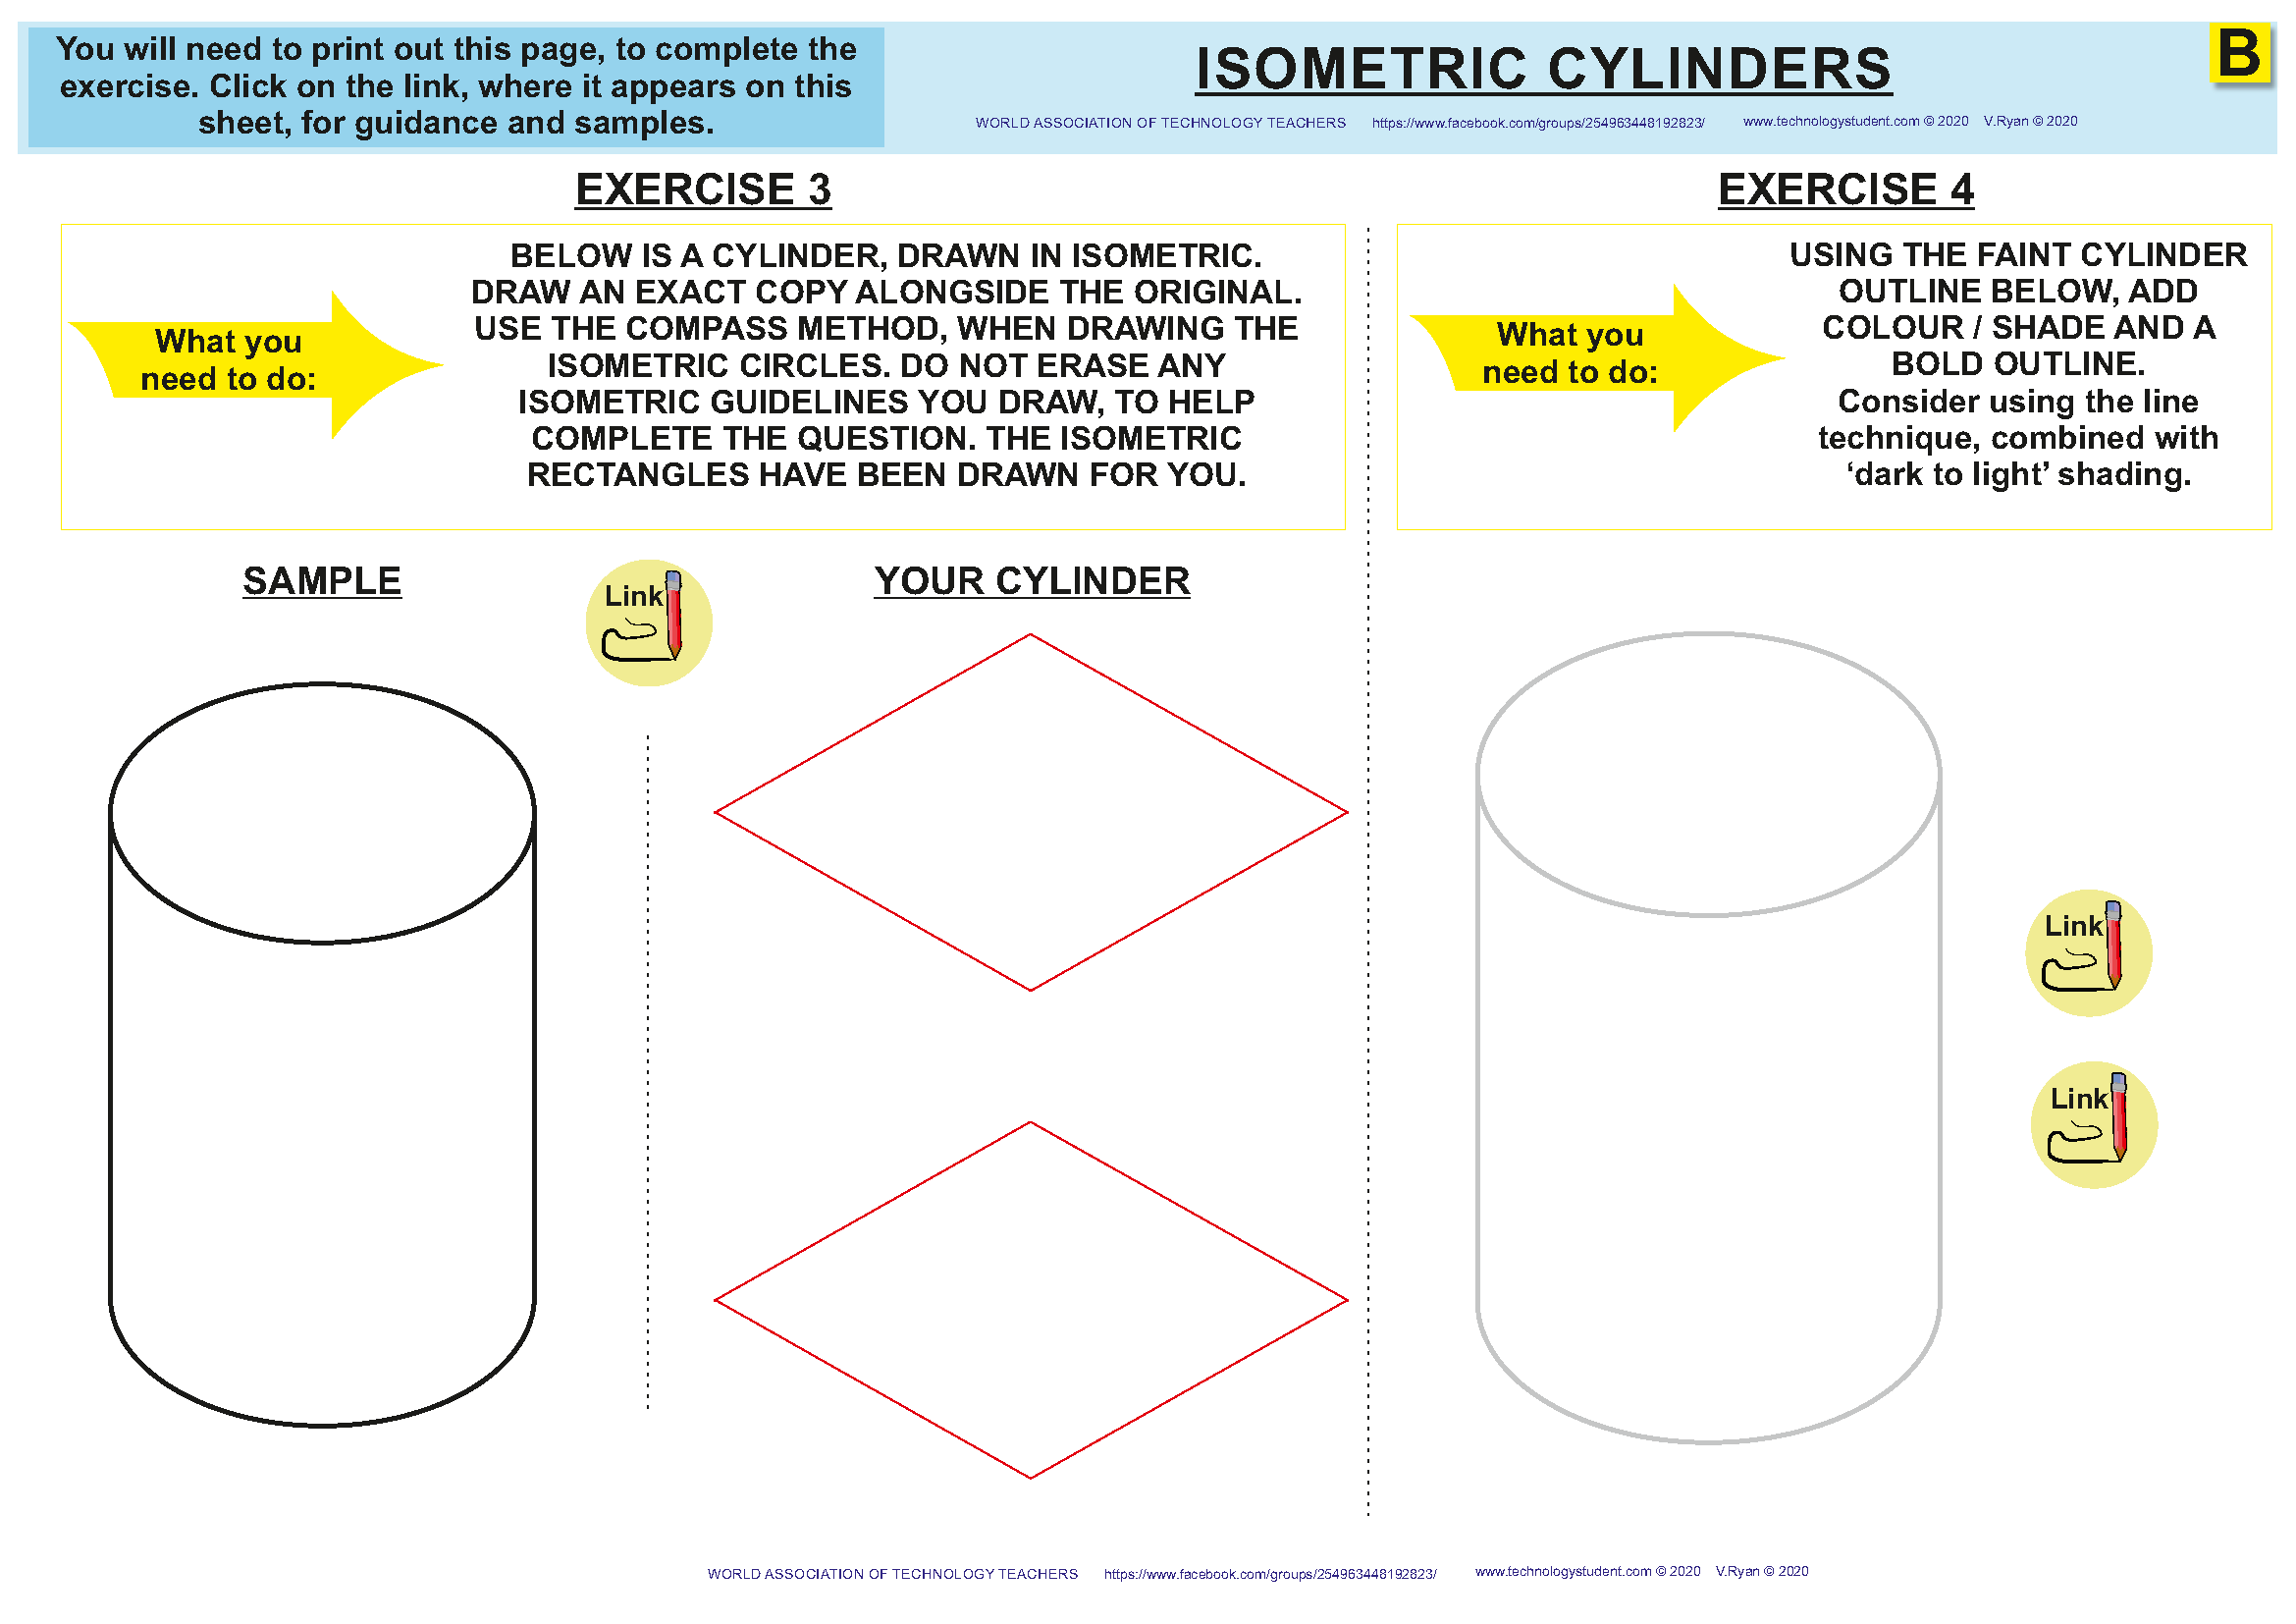 You will need to print out this page, to complete the
exercise. Click on the link, where it appears on this
sheet, for guidance and samples.
ISOMETRIC CYLINDERS
B
WORLD ASSOCIATION OF TECHNOLOGY TEACHERS https://www.facebook.com/groups/254963448192823/ www.technologystudent.com © 2020 V.Ryan © 2020
EXERCISE 3
What you
need to do:
BELOW IS A CYLINDER, DRAWN IN ISOMETRIC.
DRAW AN EXACT COPY ALONGSIDE THE ORIGINAL.
USE THE COMPASS METHOD, WHEN DRAWING THE
ISOMETRIC CIRCLES. DO NOT ERASE ANY
ISOMETRIC GUIDELINES YOU DRAW, TO HELP
COMPLETE THE QUESTION. THE ISOMETRIC
RECTANGLES HAVE BEEN DRAWN FOR YOU.
SAMPLE
Link
YOUR CYLINDER
EXERCISE 4
What you
need to do:
USING THE FAINT CYLINDER
OUTLINE BELOW, ADD
COLOUR / SHADE AND A
BOLD OUTLINE.
Consider using the line
technique, combined with
‘dark to light’ shading.
Link
Link
WORLD ASSOCIATION OF TECHNOLOGY TEACHERS https://www.facebook.com/groups/254963448192823/ www.technologystudent.com © 2020 V.Ryan © 2020